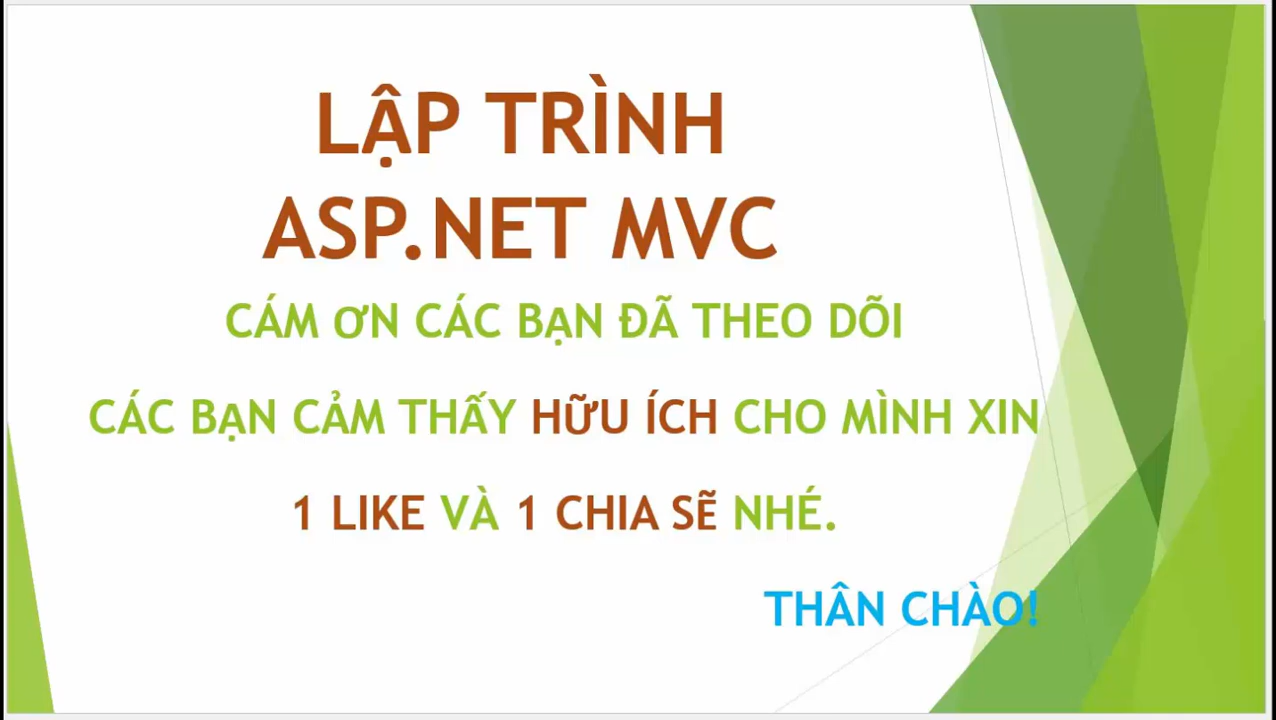 LẬP TRÌNH
ASP.NET MVC
CÁM ƠN CÁC BẠN ĐÃ THEO DÕI
CÁC BẠN CẢM THẤY HỮU ÍCH CHO MÌNH XIN
1 LIKE VÀ 1 CHIA SẼ NHÉ.
THÂN CHÀO!